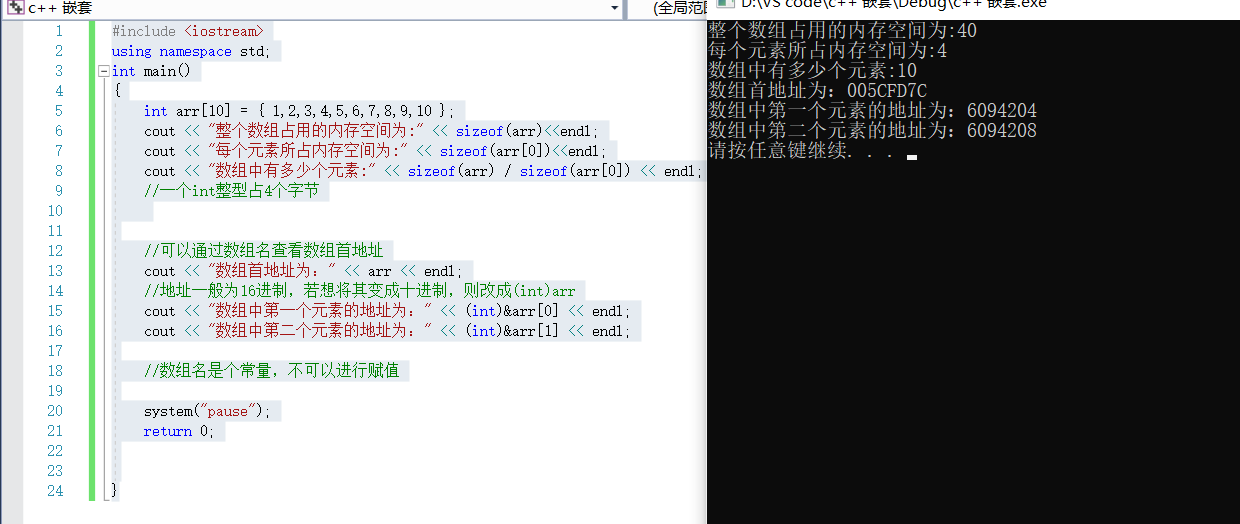 c++ 嵌套
(全局范围
1 #include <iostream>
2 using namespace std;
3 int main()
4 {
5 int arr[10] = { 1,2,3,4,5,6,7,8,9,10 };
6 cout << "整个数组占用的内存空间为:" << sizeof(arr)<<endl;
7 cout << "每个元素所占内存空间为:" << sizeof(arr[0])<<endl;
8 cout << "数组中有多少个元素:" << sizeof(arr) / sizeof(arr[0]) << endl;
9 //一个int整型占4个字节
10
11
12 //可以通过数组名查看数组首地址
13 cout << "数组首地址为：" << arr << endl;
14 //地址一般为16进制，若想将其变成十进制，则改成(int)arr
15 cout << "数组中第一个元素的地址为：" << (int)&arr[0] << endl;
16 cout << "数组中第二个元素的地址为：" << (int)&arr[1] << endl;
17
18 //数组名是个常量，不可以进行赋值
19
20 system("pause");
21 return 0;
22
23
24 }
D:\VS code\c++ 嵌套\Debug\c++ 嵌套.exe
整个数组占用的内存空间为:40
每个元素所占内存空间为:4
数组中有多少个元素:10
数组首地址为：005CFD7C
数组中第一个元素的地址为：6094204
数组中第二个元素的地址为：6094208
请按任意键继续. . .